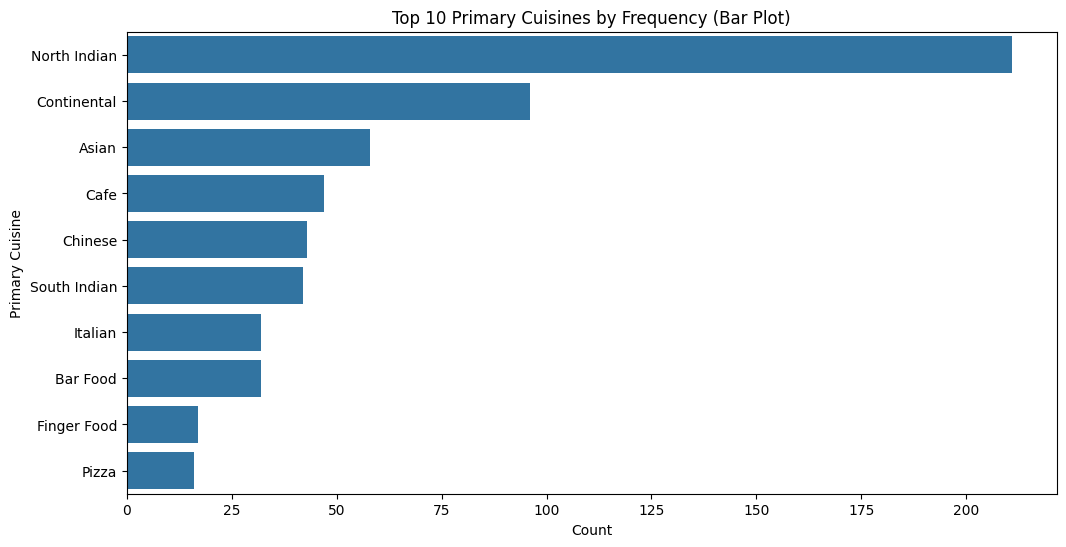 Top 10 Primary Cuisines by Frequency (Bar Plot)
Primary Cuisine
North Indian
Continental
Asian
Cafe
Chinese
South Indian
Italian
Bar Food
Finger Food
Pizza
0 25 50 75 100 125 150 175 200
Count